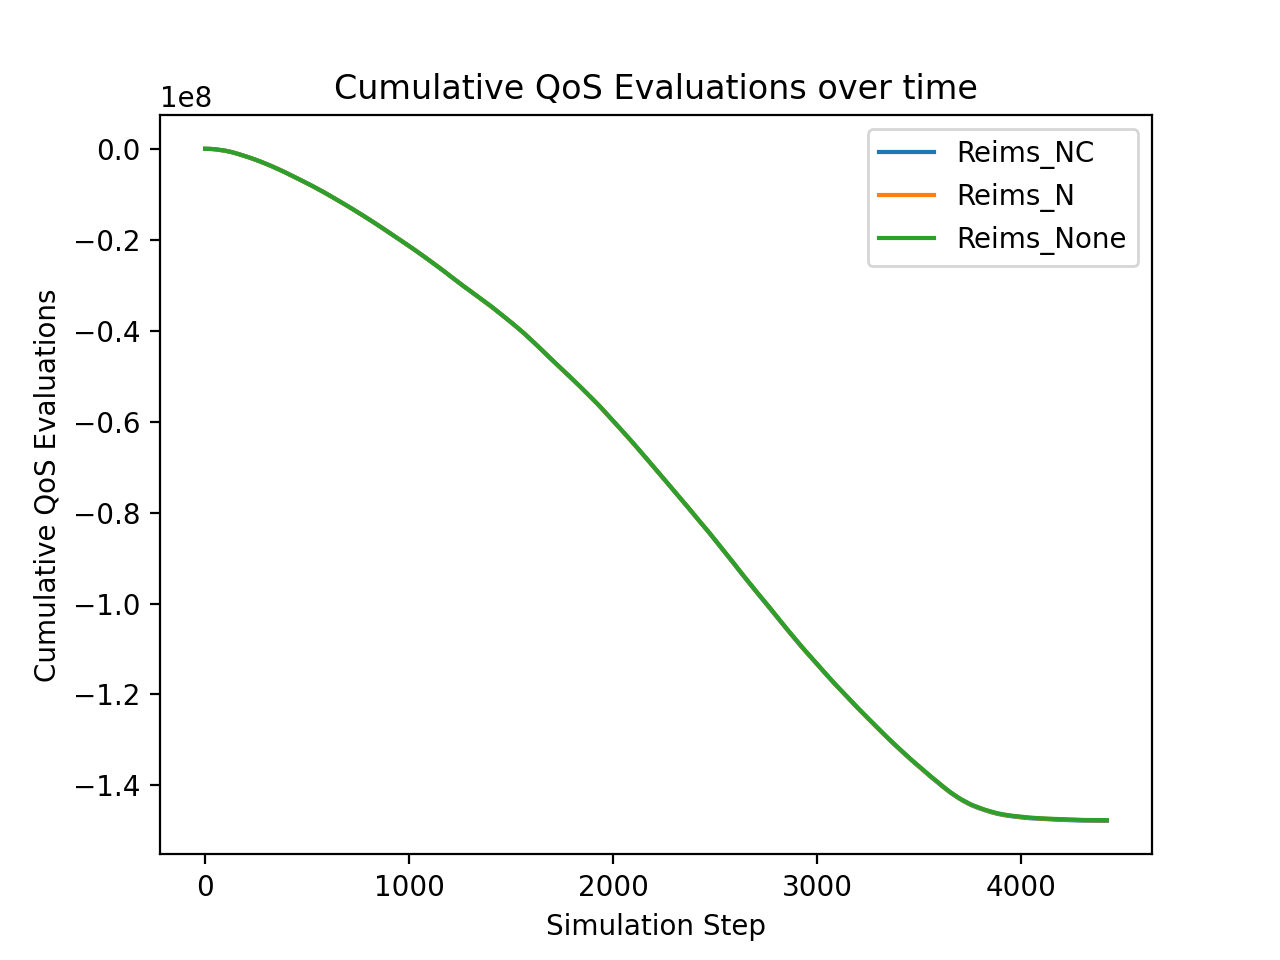 Cumulative QoS Evaluations over time
1e8
0.0
−0.2
−0.4
−0.6
−0.8
−1.0
−1.2
−1.4
Cumulative QoS Evaluations
Reims_NC
Reims_N
Reims_None
0 1000 2000 3000 4000
Simulation Step